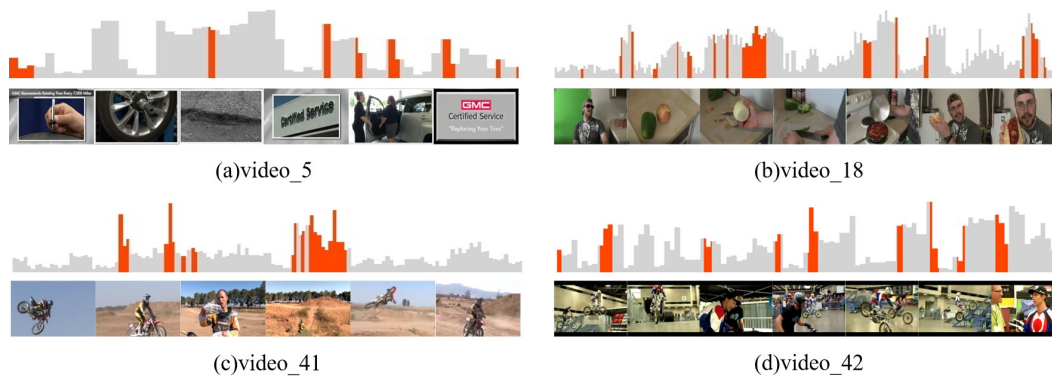 GMC Recommends Rotating Tires Every 7,500 Miles
Certified Service
GMC
Certified Service
"Replacing Your Tires"
(a)video_5
(b)video_18
(c)video_41
(d)video_42